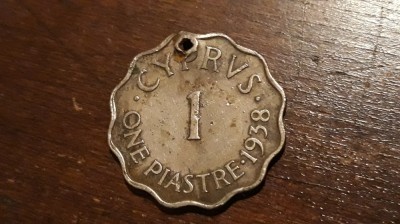 · CYPRVS ·
1
ONE PIASTRE · 1938